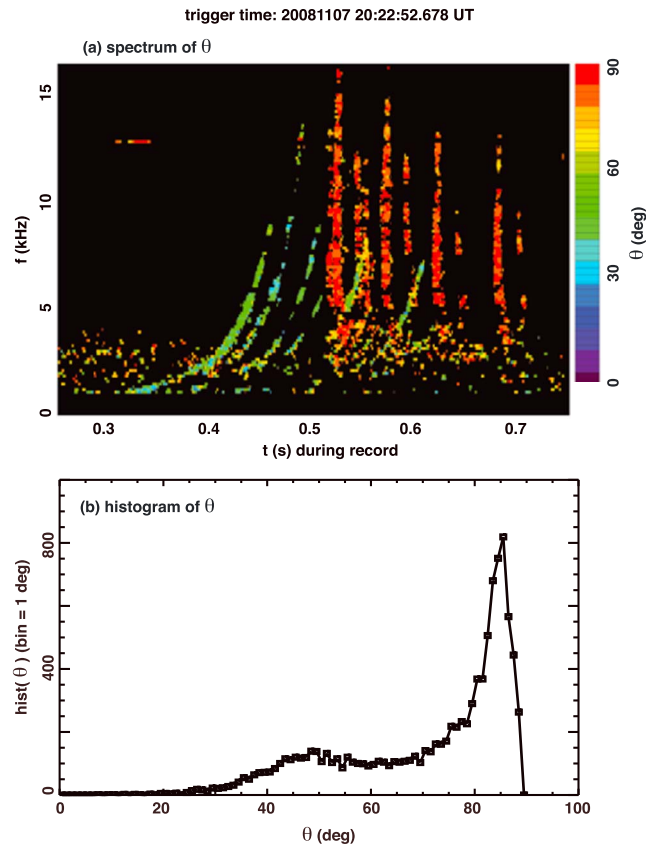 trigger time: 20081107 20:22:52.678 UT
(a) spectrum of θ
15
10
5
0
f (kHz)
0.3 0.4 0.5 0.6 0.7
t (s) during record
90
60
30
0
θ (deg)
(b) histogram of θ
800
400
0
hist( θ ) (bin = 1 deg)
0 20 40 60 80 100
θ (deg)